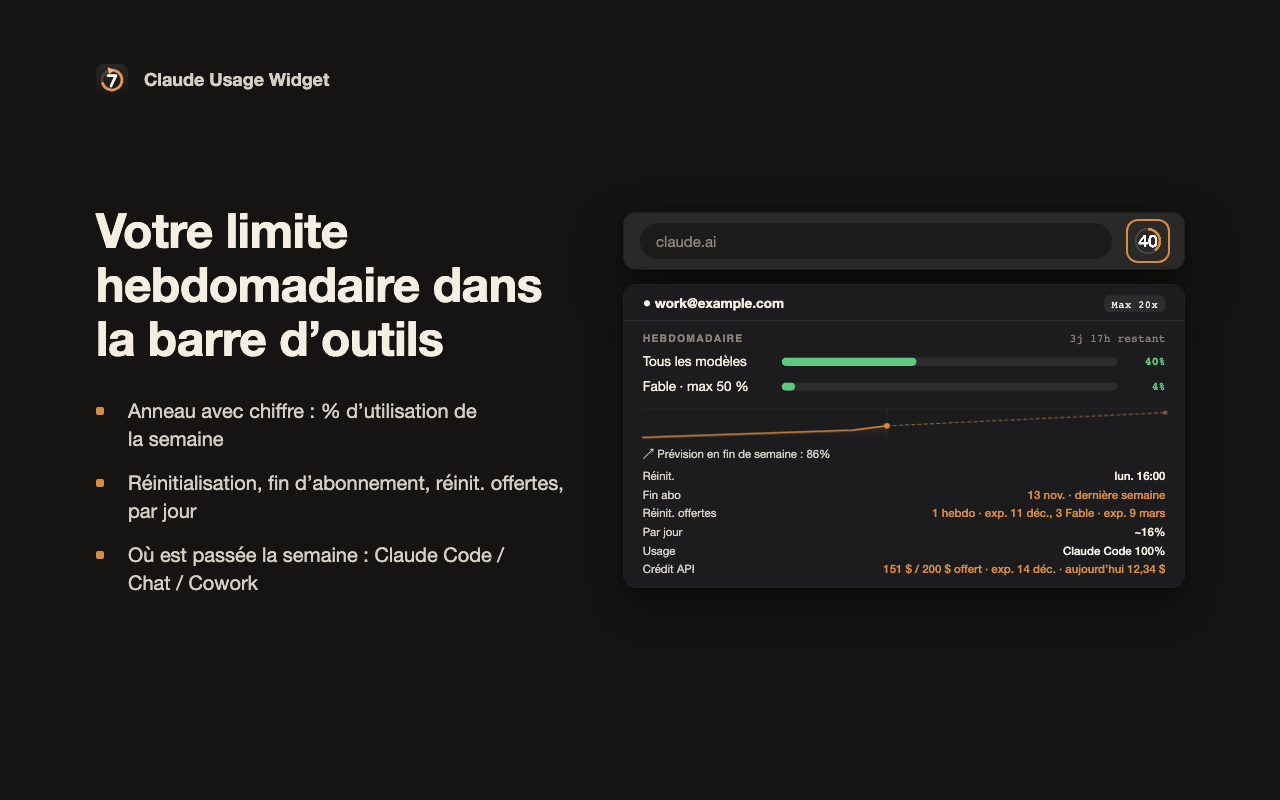 7
Claude Usage Widget
Votre limite
hebdomadaire dans
la barre d’outils
Anneau avec chiffre : % d’utilisation de
la semaine
Réinitialisation, fin d’abonnement, réinit. offertes,
par jour
Où est passée la semaine : Claude Code /
Chat / Cowork
claude.ai
40
work@example.com
Max 20x
HEBDOMADAIRE
3j 17h restant
Tous les modèles
40%
Fable · max 50 %
4%
↗ Prévision en fin de semaine : 86%
Réinit.
lun. 16:00
Fin abo
13 nov. · dernière semaine
Réinit. offertes
1 hebdo · exp. 11 déc., 3 Fable · exp. 9 mars
Par jour
~16%
Usage
Claude Code 100%
Crédit API
151 $ / 200 $ offert · exp. 14 déc. · aujourd’hui 12,34 $